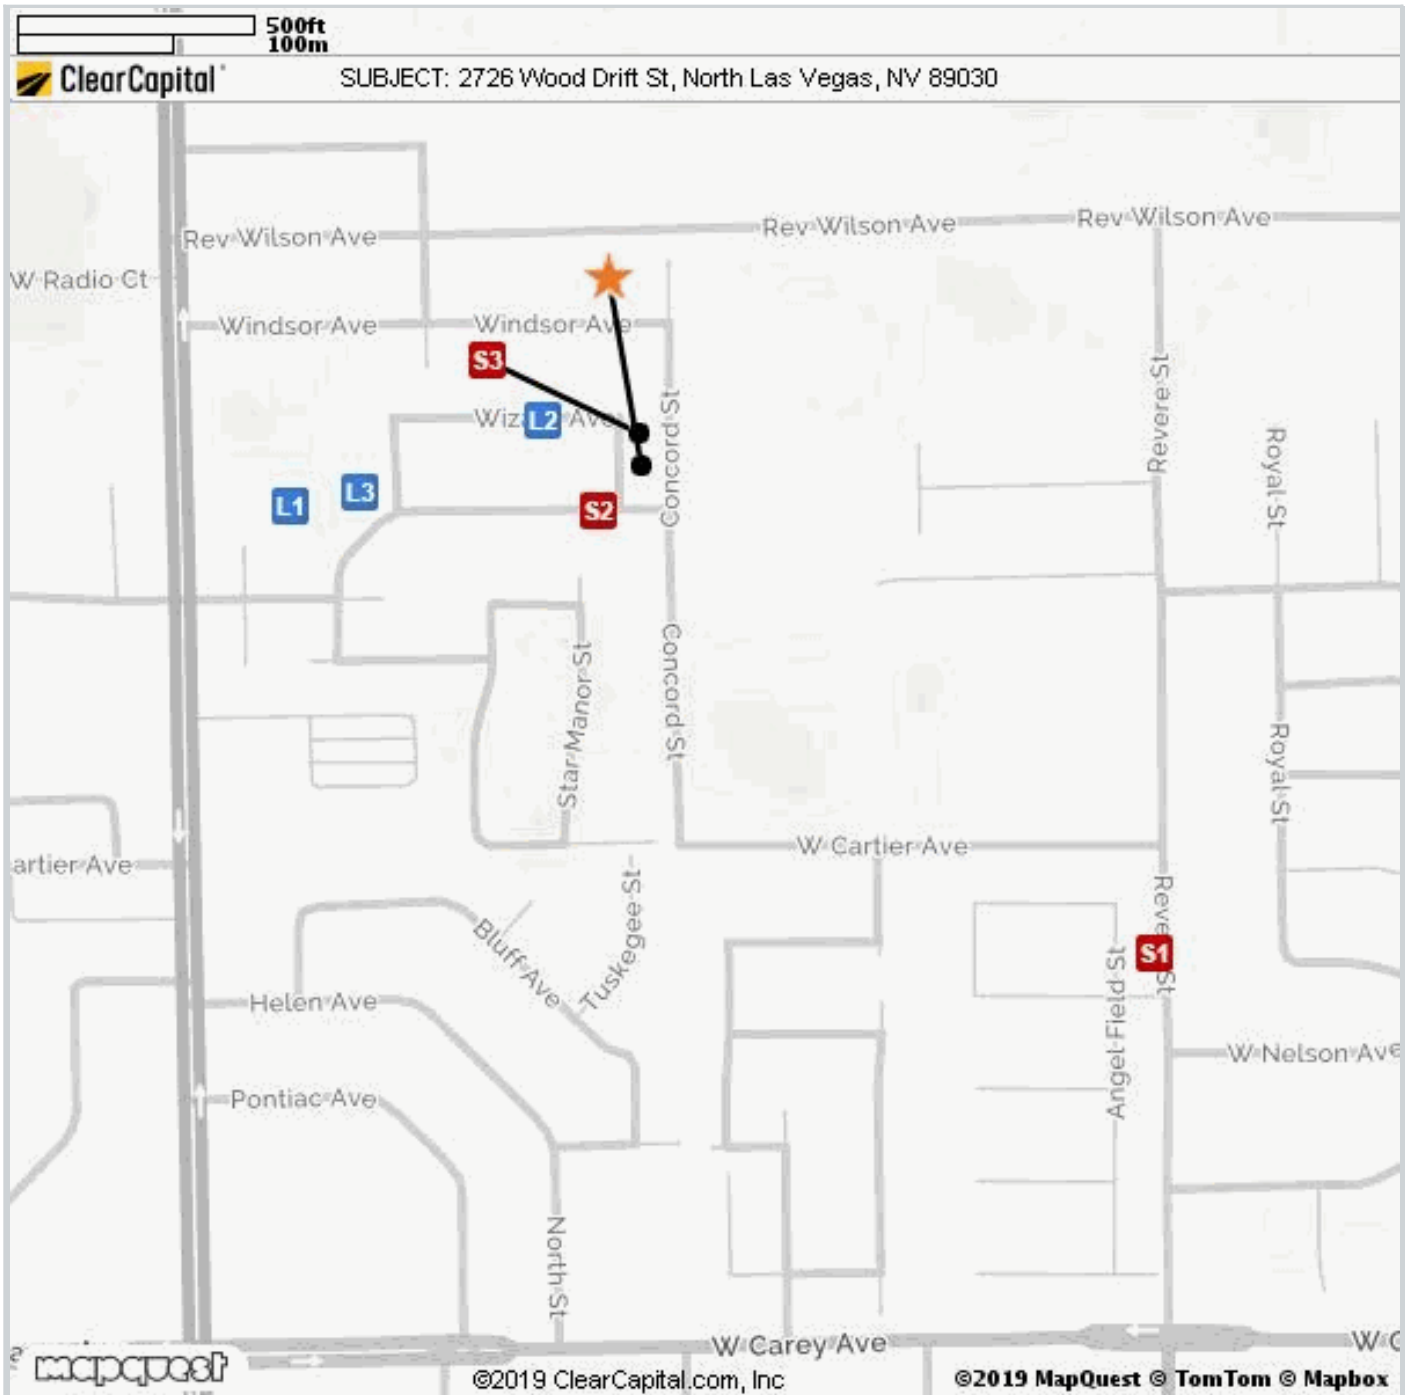 500ft
100m
ClearCapital
SUBJECT: 2726 Wood Drift St, North Las Vegas, NV 89030
Rev Wilson Ave
Rev Wilson Ave
Rev Wilson Ave
W Radio Ct
Windsor Ave
Windsor Ave
S3
L2
Concord St
Revere St
Royal St
L1
L3
S2
Concord St
Star Manor St
Royal St
W Cartier Ave
artier Ave
Tuskegee St
Bluff Ave
S1
Angel Field St
Helen Ave
W Nelson Ave
Pontiac Ave
North St
W Carey Ave
mapquest
©2019 ClearCapital.com, Inc
©2019 MapQuest © TomTom © Mapbox